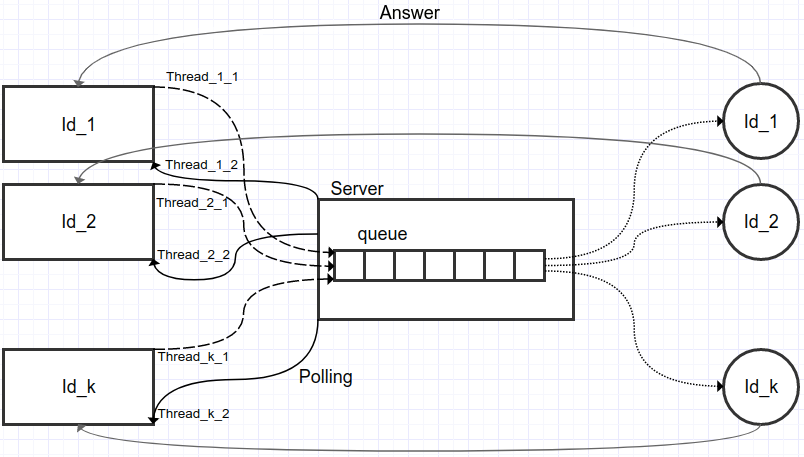 Answer
Thread_1_1
Id_1
Id_1
Thread_1_2
Server
Thread_2_1
Id_2
Id_2
queue
Thread_2_2
Thread_k_1
Polling
Id_k
Id_k
Thread_k_2